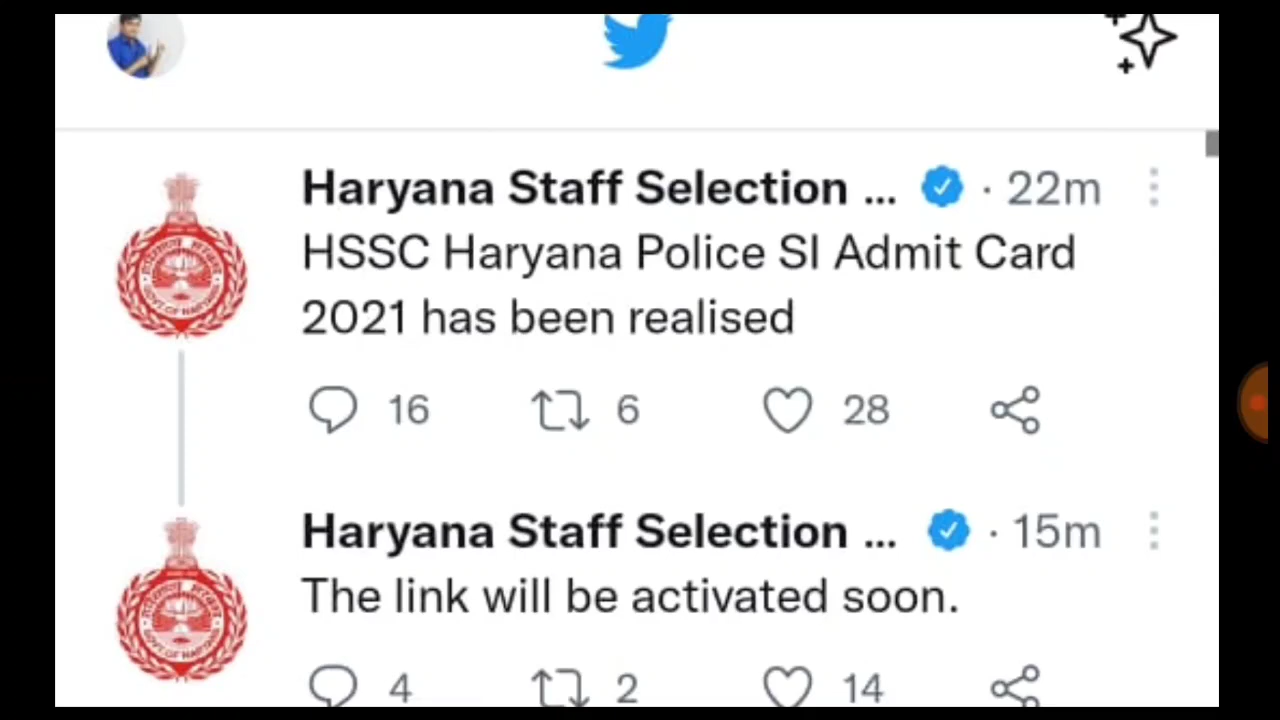 Haryana Staff Selection ... · 22m
HSSC Haryana Police SI Admit Card
2021 has been realised
16 6 28
Haryana Staff Selection ... · 15m
The link will be activated soon.
4 2 14